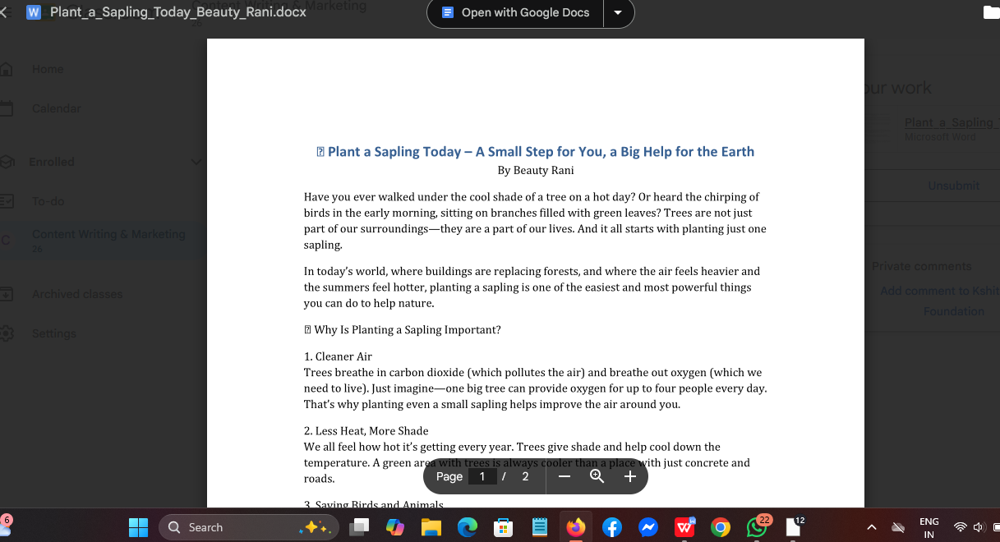 Content Writing & Marketing
26
Plant_a_Sapling_Today_Beauty_Rani.docx
Open with Google Docs
Home
Calendar
Enrolled
To-do
C
Content Writing & Marketing
26
Archived classes
Settings
our work
Plant_a_Sapling_
Microsoft Word
Unsubmit
Private comments
Add comment to Kshit
Foundation
Plant a Sapling Today – A Small Step for You, a Big Help for the Earth
By Beauty Rani
Have you ever walked under the cool shade of a tree on a hot day? Or heard the chirping of
birds in the early morning, sitting on branches filled with green leaves? Trees are not just
part of our surroundings—they are a part of our lives. And it all starts with planting just one
sapling.
In today’s world, where buildings are replacing forests, and where the air feels heavier and
the summers feel hotter, planting a sapling is one of the easiest and most powerful things
you can do to help nature.
Why Is Planting a Sapling Important?
1. Cleaner Air
Trees breathe in carbon dioxide (which pollutes the air) and breathe out oxygen (which we
need to live). Just imagine—one big tree can provide oxygen for up to four people every day.
That’s why planting even a small sapling helps improve the air around you.
2. Less Heat, More Shade
We all feel how hot it’s getting every year. Trees give shade and help cool down the
temperature. A green area with trees is always cooler than a place with just concrete and
roads.
3. Saving Birds and Animals
Page 1 / 2
6
Search
W
22
12
ENG
IN